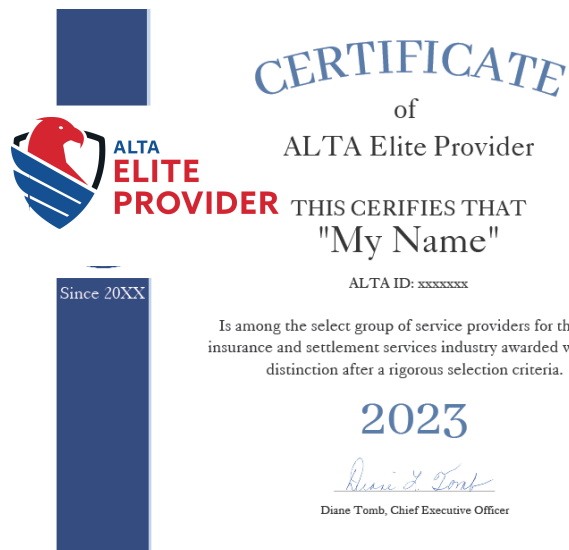 CERTIFICATE
of
ALTA Elite Provider
ALTA
ELITE
PROVIDER
THIS CERIFIES THAT
"My Name"
ALTA ID: xxxxxxx
Since 20XX
Is among the select group of service providers for
insurance and settlement services industry awarded
distinction after a rigorous selection criteria.
2023
Diane L Tomb
Diane Tomb, Chief Executive Officer